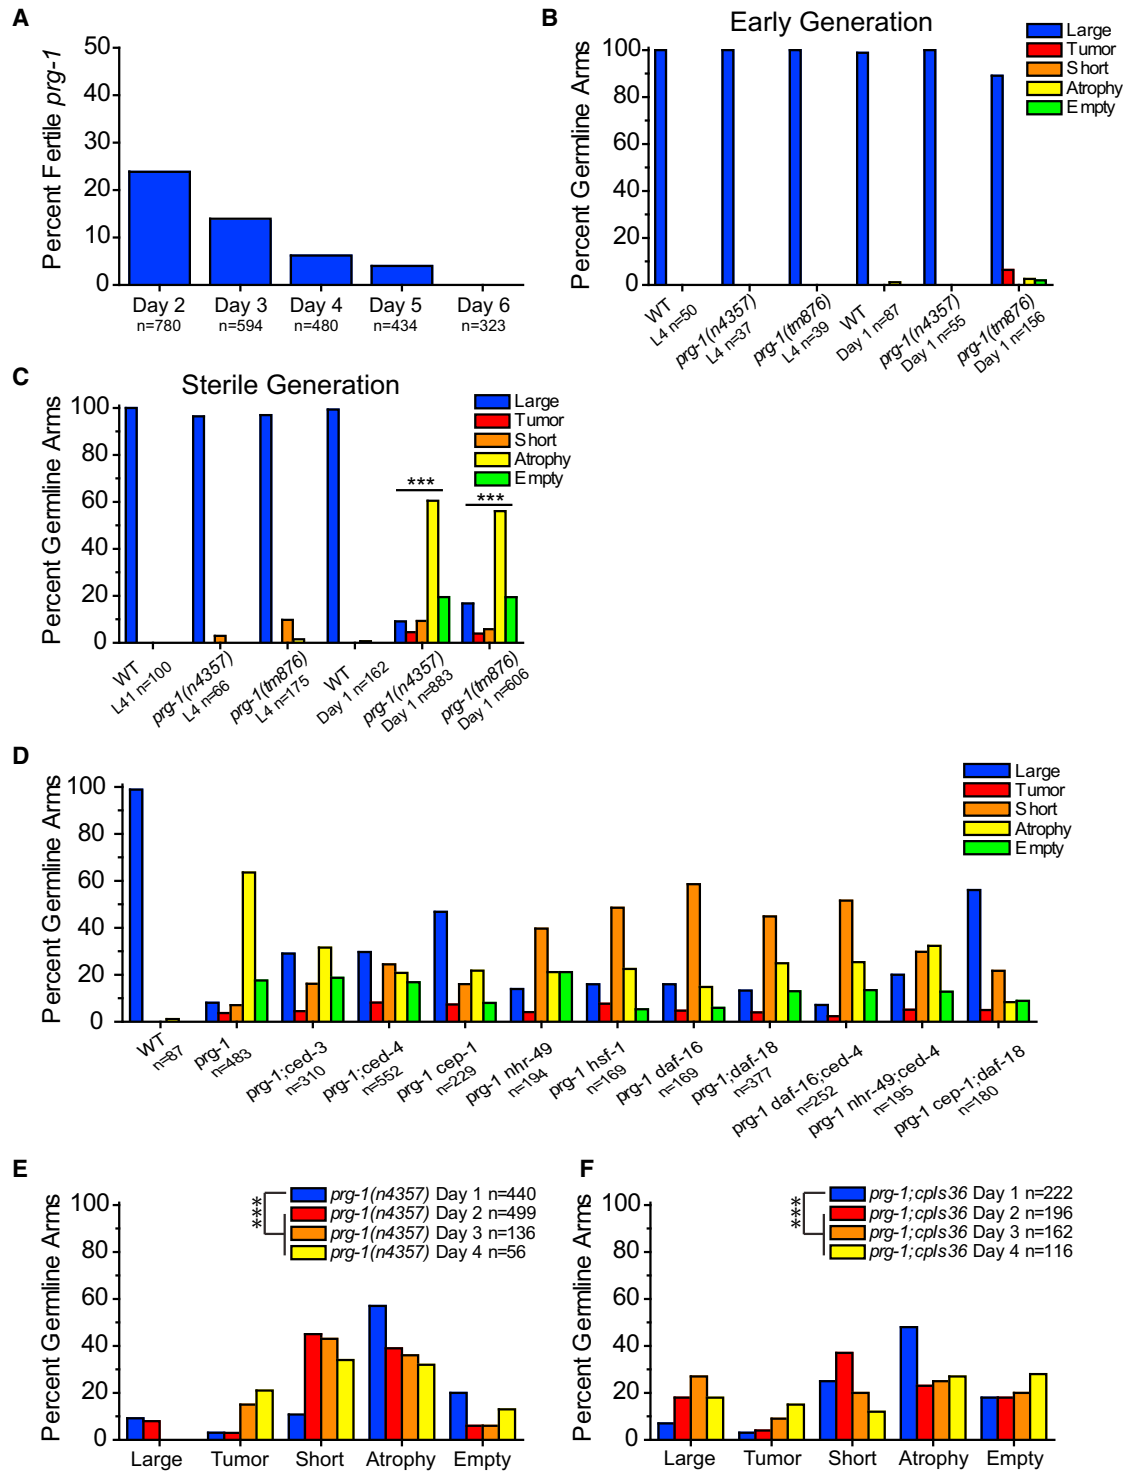 A
Percent Fertile prg-1
50
40
30
20
10
0
Day 2
n=780
Day 3
n=594
Day 4
n=480
Day 5
n=434
Day 6
n=323
B
Early Generation
Large
Tumor
Short
Atrophy
Empty
Percent Germline Arms
100
80
60
40
20
0
WT
L4 n=50
prg-1(n4357)
L4 n=37
prg-1(tm876)
L4 n=39
WT
Day 1 n=87
prg-1(n4357)
Day 1 n=55
prg-1(tm876)
Day 1 n=156
C
Sterile Generation
Large
Tumor
Short
Atrophy
Empty
Percent Germline Arms
100
80
60
40
20
0
***
***
WT
L41 n=100
prg-1(n4357)
L4 n=66
prg-1(tm876)
L4 n=175
WT
Day 1 n=162
prg-1(n4357)
Day 1 n=883
prg-1(tm876)
Day 1 n=606
D
Large
Tumor
Short
Atrophy
Empty
Percent Germline Arms
100
80
60
40
20
0
WT
n=87
prg-1
n=483
prg-1;ced-3
n=310
prg-1;ced-4
n=552
prg-1 cep-1
n=229
prg-1 nhr-49
n=194
prg-1 hsf-1
n=169
prg-1 daf-16
n=169
prg-1;daf-18
n=377
prg-1 daf-16;ced-4
n=252
prg-1 nhr-49;ced-4
n=195
prg-1 cep-1;daf-18
n=180
E
***
prg-1(n4357) Day 1 n=440
prg-1(n4357) Day 2 n=499
prg-1(n4357) Day 3 n=136
prg-1(n4357) Day 4 n=56
Percent Germline Arms
100
80
60
40
20
0
Large
Tumor
Short
Atrophy
Empty
F
***
prg-1;cpIs36 Day 1 n=222
prg-1;cpIs36 Day 2 n=196
prg-1;cpIs36 Day 3 n=162
prg-1;cpIs36 Day 4 n=116
Percent Germline Arms
100
80
60
40
20
0
Large
Tumor
Short
Atrophy
Empty